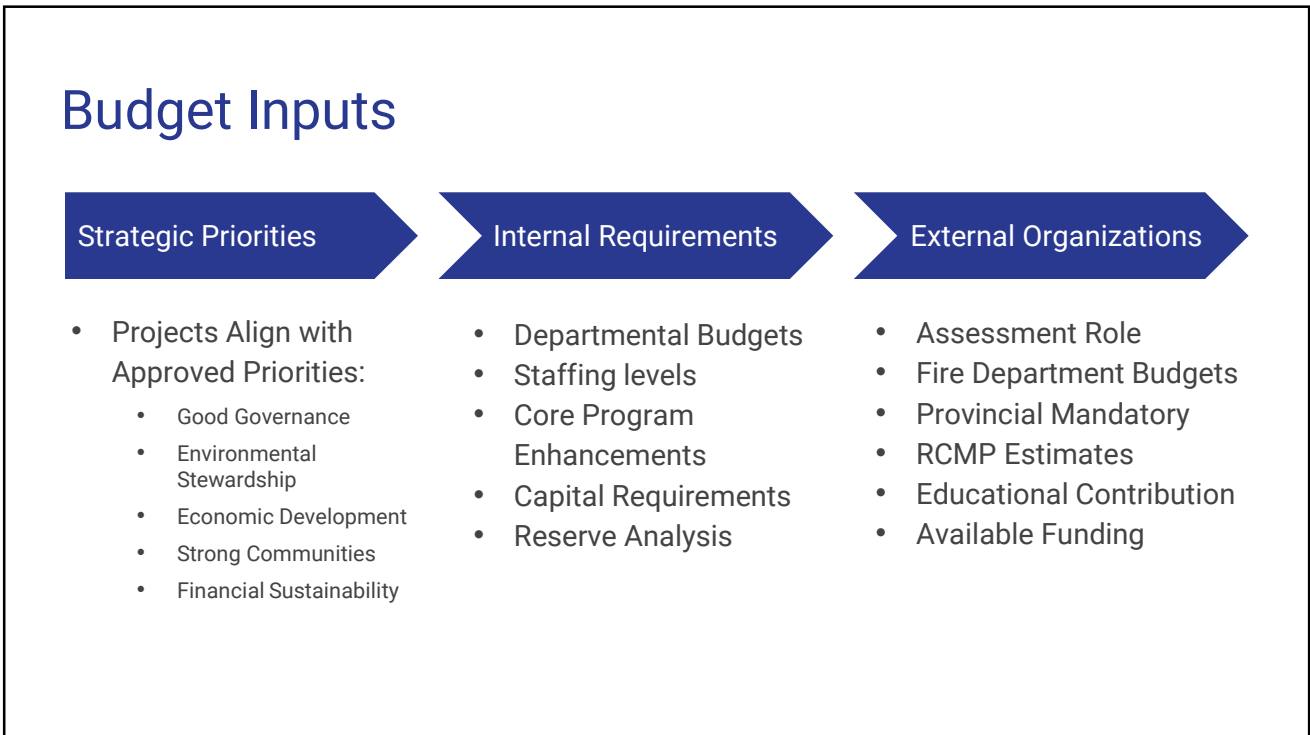 Budget Inputs
Strategic Priorities
• Projects Align with
Approved Priorities:
• Good Governance
• Environmental
Stewardship
• Economic Development
• Strong Communities
• Financial Sustainability
Internal Requirements
• Departmental Budgets
• Staffing levels
• Core Program
Enhancements
• Capital Requirements
• Reserve Analysis
External Organizations
• Assessment Role
• Fire Department Budgets
• Provincial Mandatory
• RCMP Estimates
• Educational Contribution
• Available Funding